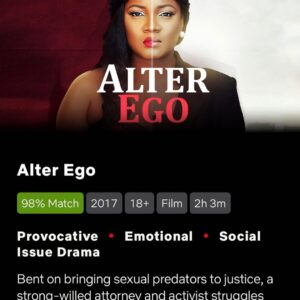 ALTER
EGO
Alter Ego
98% Match 2017 18+ Film 2h 3m
Provocative • Emotional • Social
Issue Drama
Bent on bringing sexual predators to justice, a
strong-willed attorney and activist struggles